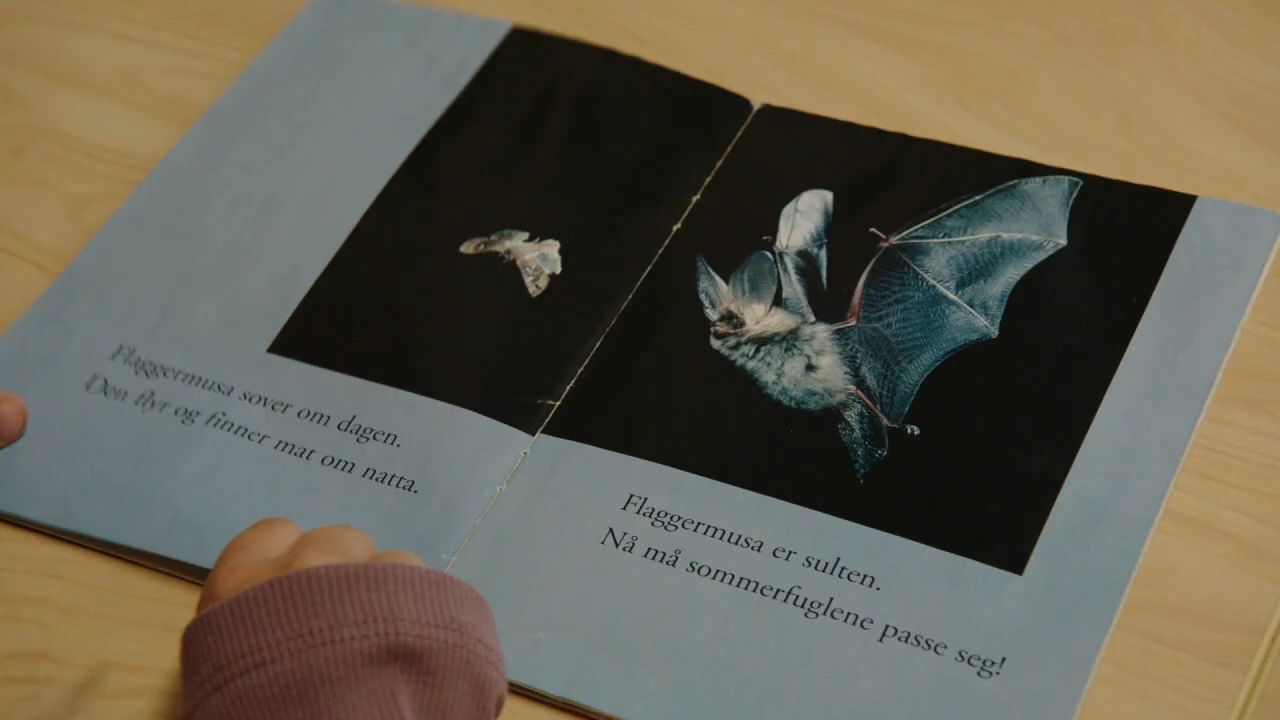 Flaggermusa sover om dagen.
Den flyr og finner mat om natta.
Flaggermusa er sulten.
Nå må sommerfuglene passe seg!